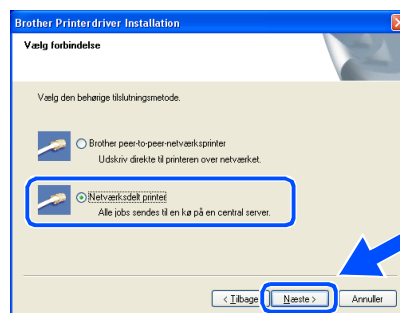 Brother Printerdriver Installation
Vælg forbindelse
Vælg den behørige tilslutningsmetode.
Brother peer-to-peer-netværksprinter
Udskriv direkte til printeren over netværket.
Netværksdelt printer
Alle jobs sendes til en kø på en central server.
< Tilbage
Næste >
Annuller